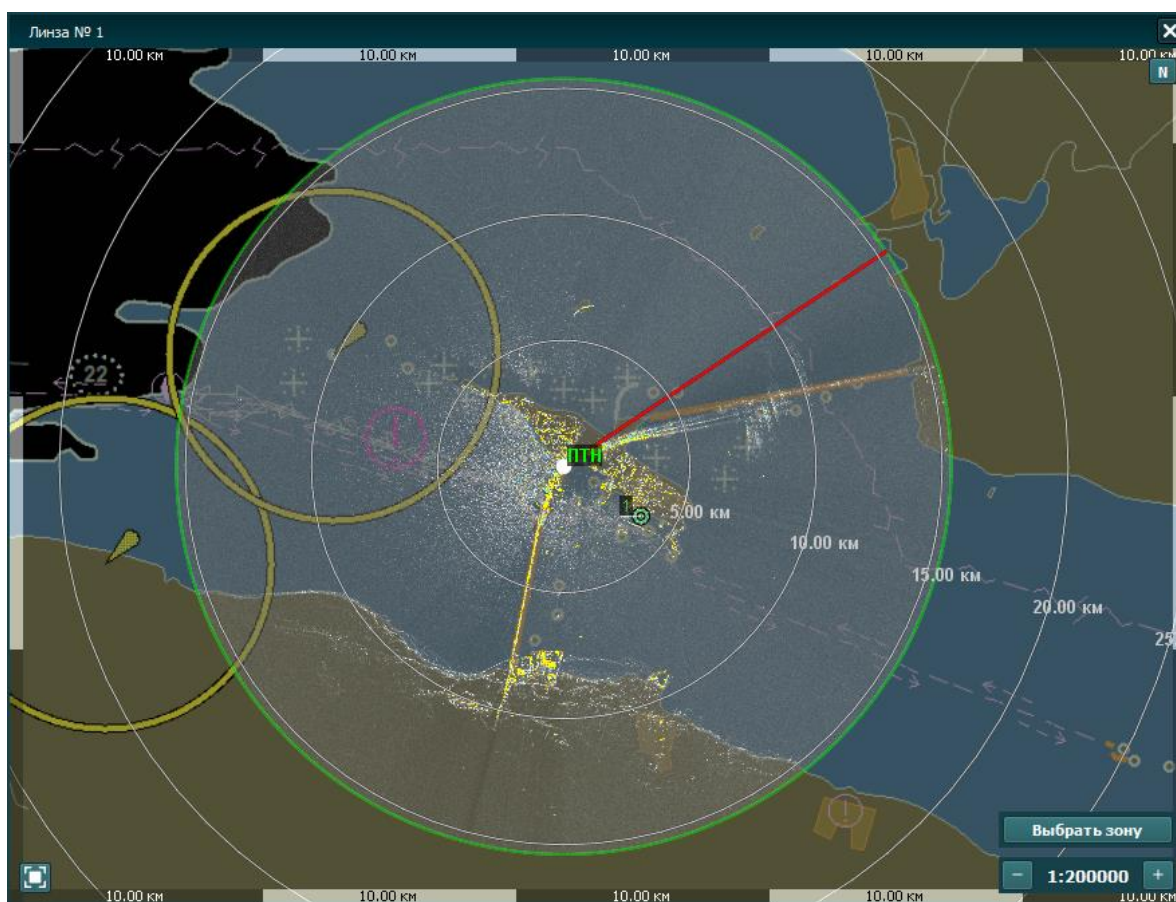 Линза № 1
10.00 км 10.00 км 10.00 км 10.00 км 10.00
N
22
ПТН
1
5.00 км
10.00 км
15.00 км
20.00 км
25
Выбрать зону
− 1:200000 +
10.00 км 10.00 км 10.00 км 10.00 км 10.00